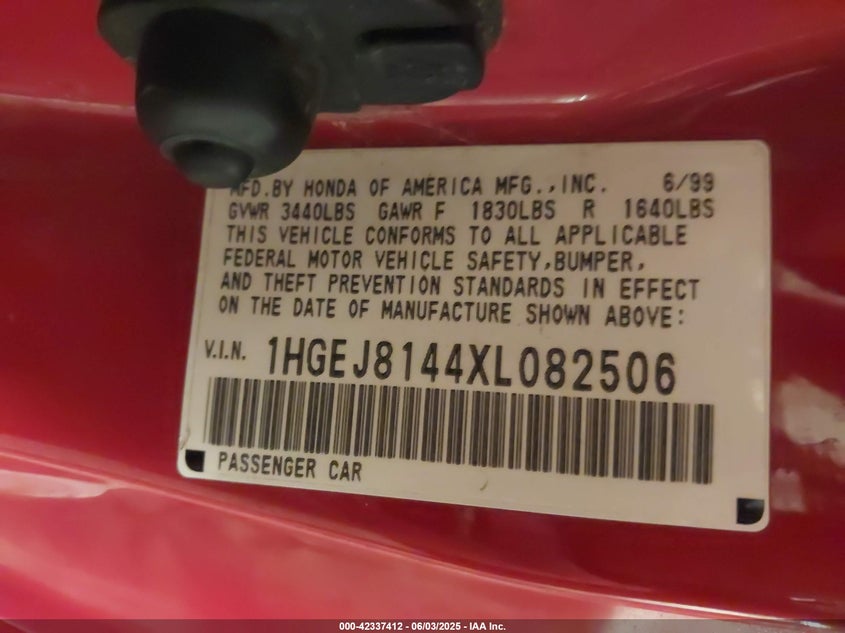 MFD.BY HONDA OF AMERICA MFG.,INC. 6/99
GVWR 3440LBS GAWR F 1830LBS R 1640LBS
THIS VEHICLE CONFORMS TO ALL APPLICABLE
FEDERAL MOTOR VEHICLE SAFETY,BUMPER,
AND THEFT PREVENTION STANDARDS IN EFFECT
ON THE DATE OF MANUFACTURE SHOWN ABOVE:
V.I.N. 1HGEJ8144XL082506
PASSENGER CAR
000-42337412 - 06/03/2025 - IAA Inc.